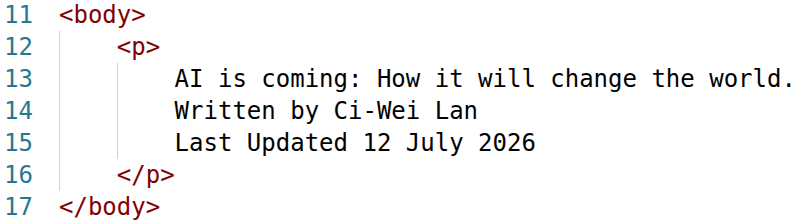 11 <body>
12 <p>
13 AI is coming: How it will change the world.
14 Written by Ci-Wei Lan
15 Last Updated 12 July 2026
16 </p>
17 </body>